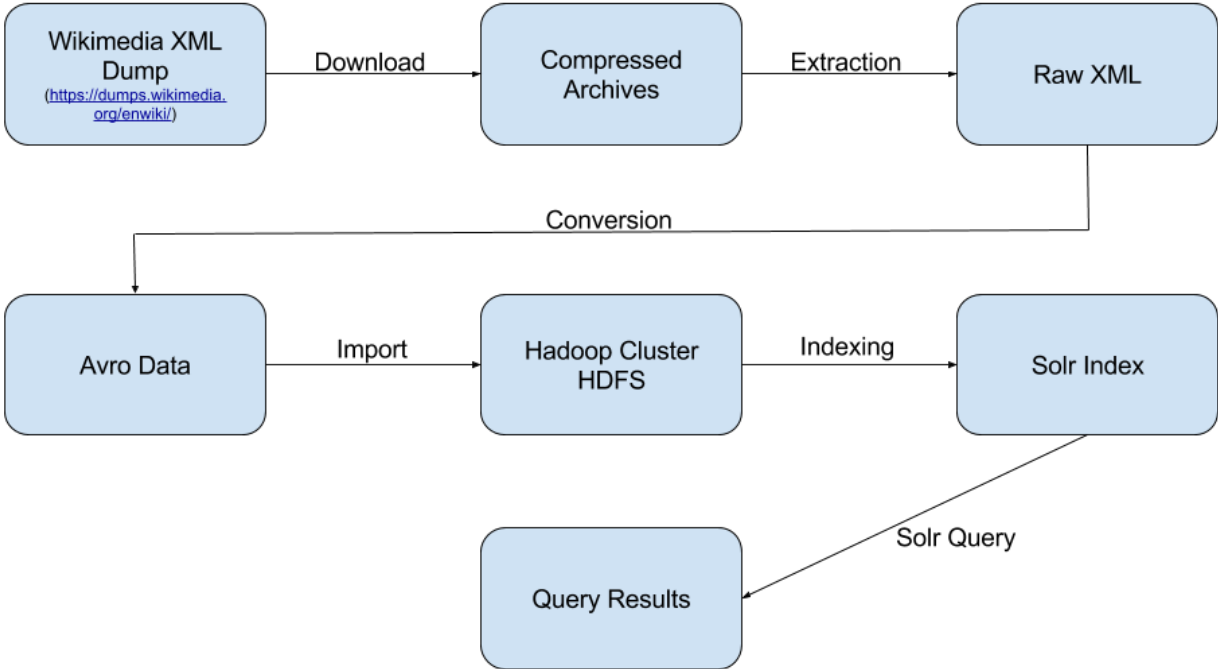 Wikimedia XML
Dump
(https://dumps.wikimedia.
org/enwiki/)
Download
Compressed
Archives
Extraction
Raw XML
Conversion
Avro Data
Import
Hadoop Cluster
HDFS
Indexing
Solr Index
Solr Query
Query Results